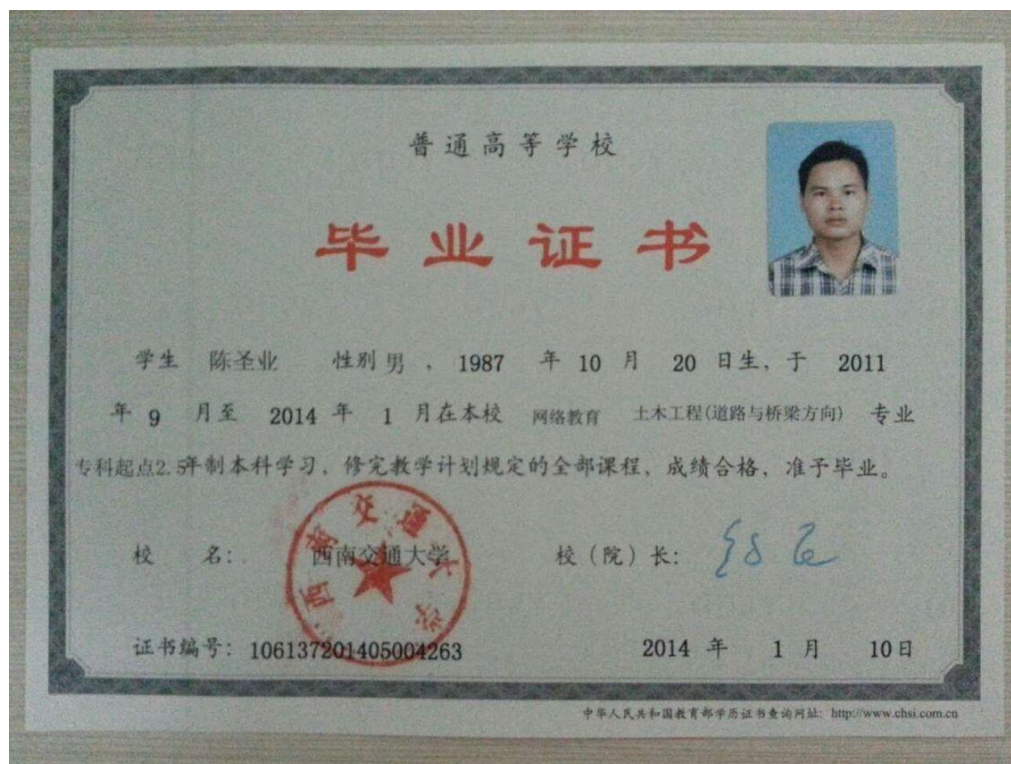 普通高等学校
毕业证书
学生 陈圣业 性别 男 , 1987 年 10 月 20 日生, 于 2011
年 9 月至 2014 年 1 月在本校 网络教育 土木工程(道路与桥梁方向) 专业
专科起点2.5年制本科学习, 修完教学计划规定的全部课程, 成绩合格, 准予毕业。
西南交通大学
校 名: 西南交通大学 校(院)长:
证书编号: 106137201405004263 2014 年 1 月 10日
中华人民共和国教育部学历证书查询网址: http://www.chsi.com.cn